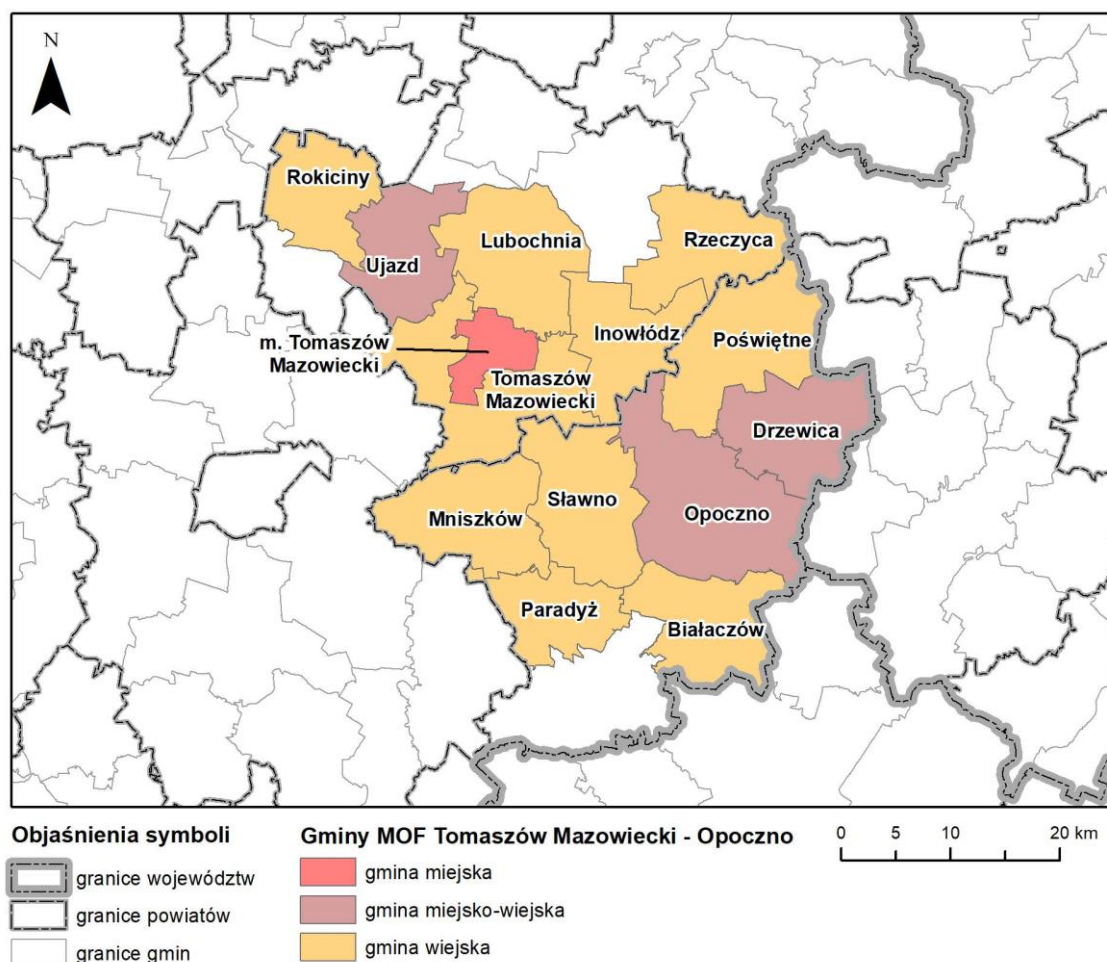 N
Rokiciny
Lubochnia
Rzeczyca
Ujazd
Inowłódz
m. Tomaszów
Mazowiecki
Poświętne
Tomaszów
Mazowiecki
Drzewica
Sławno
Mniszków
Opoczno
Paradyż
Białaczów
Objaśnienia symboli
granice województw
granice powiatów
granice gmin
Gminy MOF Tomaszów Mazowiecki - Opoczno
gmina miejska
gmina miejsko-wiejska
gmina wiejska
0 5 10 20 km